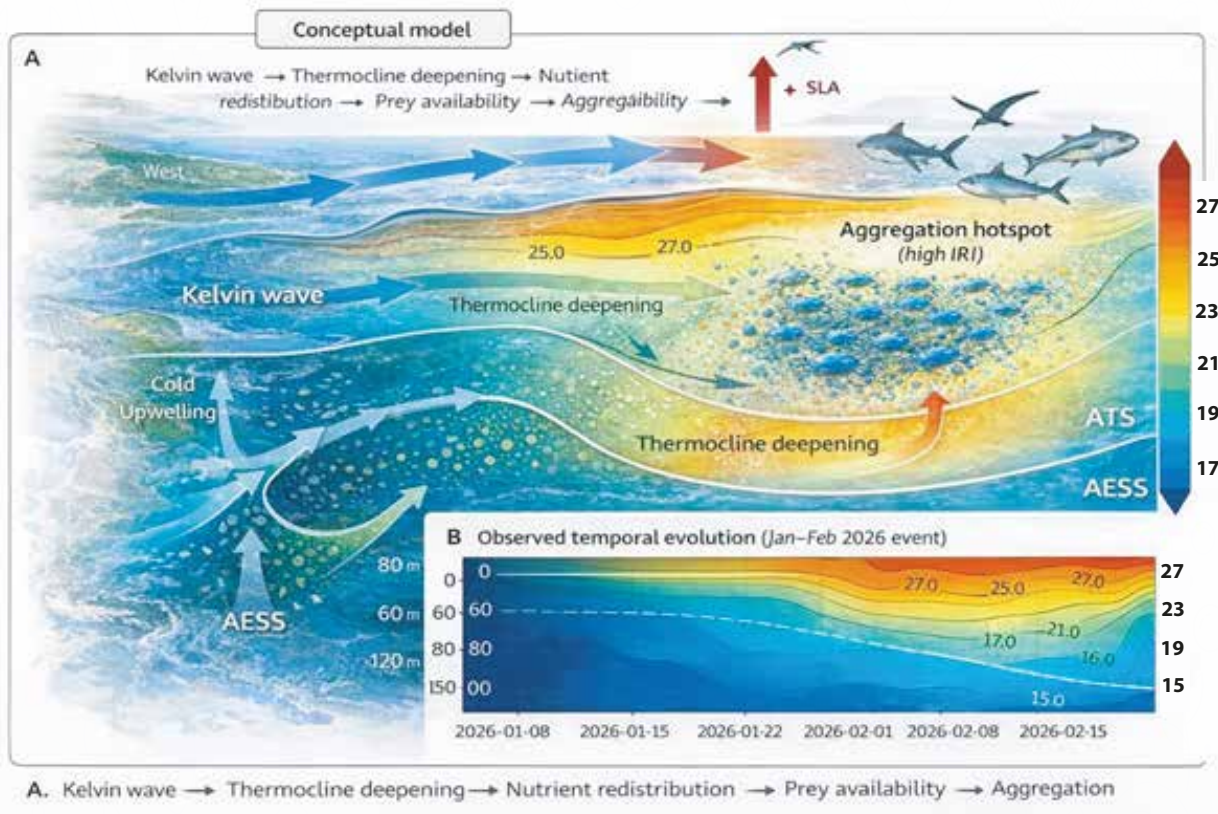 Conceptual model
A
Kelvin wave → Thermocline deepening → Nutient
redistibution → Prey availability → Aggregaibility →
+ SLA
West
27
Aggregation hotspot
(high IRI)
25.0
27.0
25
Kelvin wave
Thermocline deepening
23
21
Cold
Upwelling
19
ATS
Thermocline deepening
17
AESS
B Observed temporal evolution (Jan–Feb 2026 event)
80 m
0
0
27.0
25.0
27.0
27
60 m
60
60
23
AESS
17.0
21.0
80
80
19
-120 m
16.0
150
00
15.0
15
2026-01-08
2026-01-15
2026-01-22
2026-02-01
2026-02-08
2026-02-15
A. Kelvin wave → Thermocline deepening → Nutrient redistribution → Prey availability → Aggregation